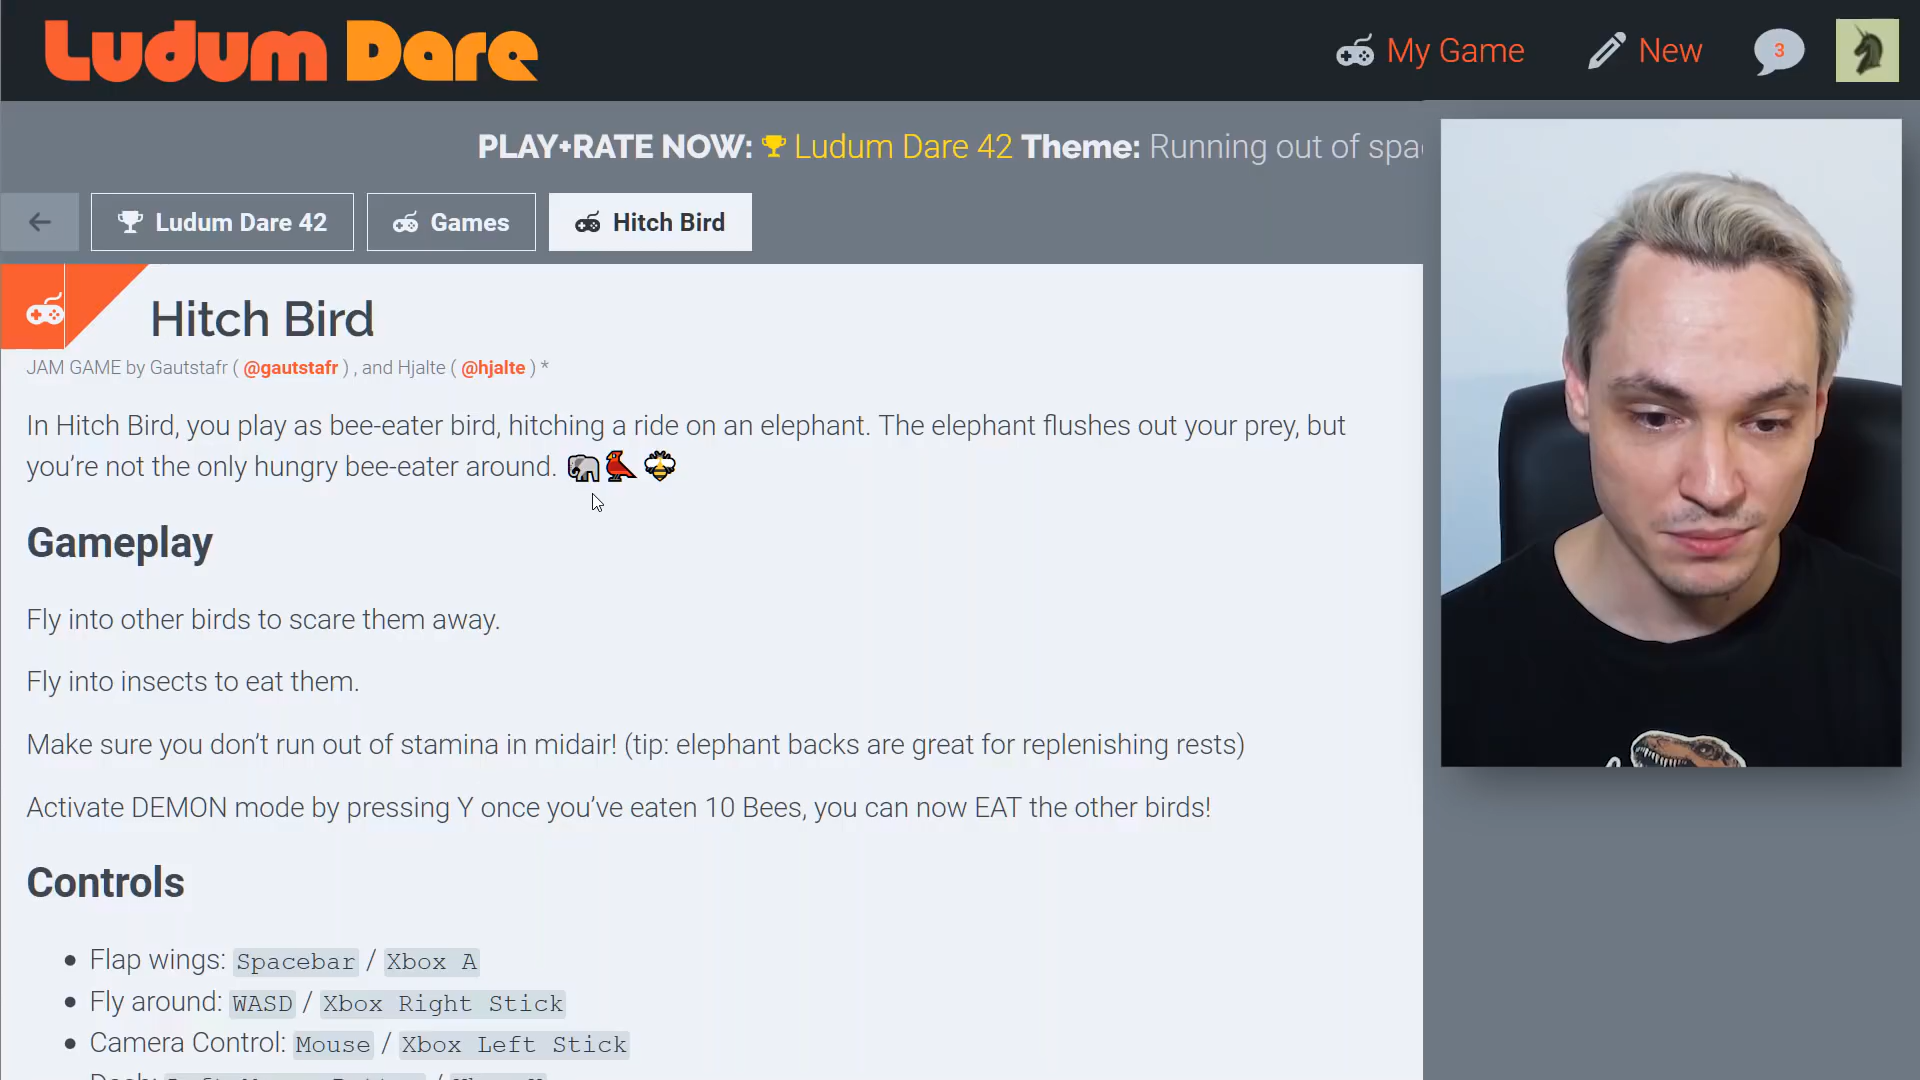 Ludum Dare
My Game
New
3
PLAY+RATE NOW: Ludum Dare 42 Theme: Running out of spa
Ludum Dare 42
Games
Hitch Bird
Hitch Bird
JAM GAME by Gautstafr ( @gautstafr ) , and Hjalte ( @hjalte ) *
In Hitch Bird, you play as bee-eater bird, hitching a ride on an elephant. The elephant flushes out your prey, but
you’re not the only hungry bee-eater around.
Gameplay
Fly into other birds to scare them away.
Fly into insects to eat them.
Make sure you don’t run out of stamina in midair! (tip: elephant backs are great for replenishing rests)
Activate DEMON mode by pressing Y once you’ve eaten 10 Bees, you can now EAT the other birds!
Controls
Flap wings: Spacebar / Xbox A
Fly around: WASD / Xbox Right Stick
Camera Control: Mouse / Xbox Left Stick